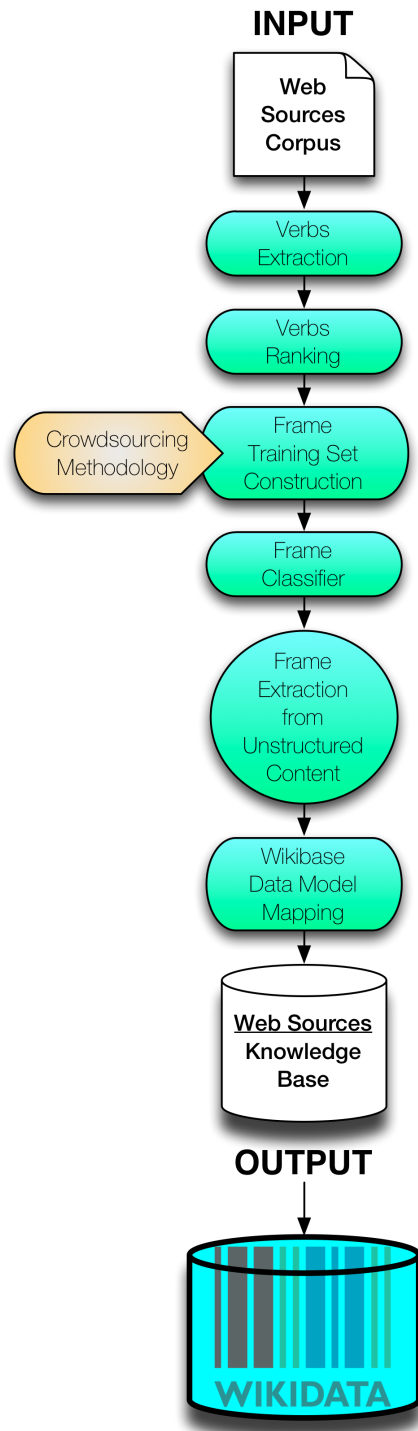 INPUT
Web
Sources
Corpus
Verbs
Extraction
Verbs
Ranking
Crowdsourcing
Methodology
Frame
Training Set
Construction
Frame
Classifier
Frame
Extraction
from
Unstructured
Content
Wikibase
Data Model
Mapping
Web Sources
Knowledge
Base
OUTPUT
WIKIDATA